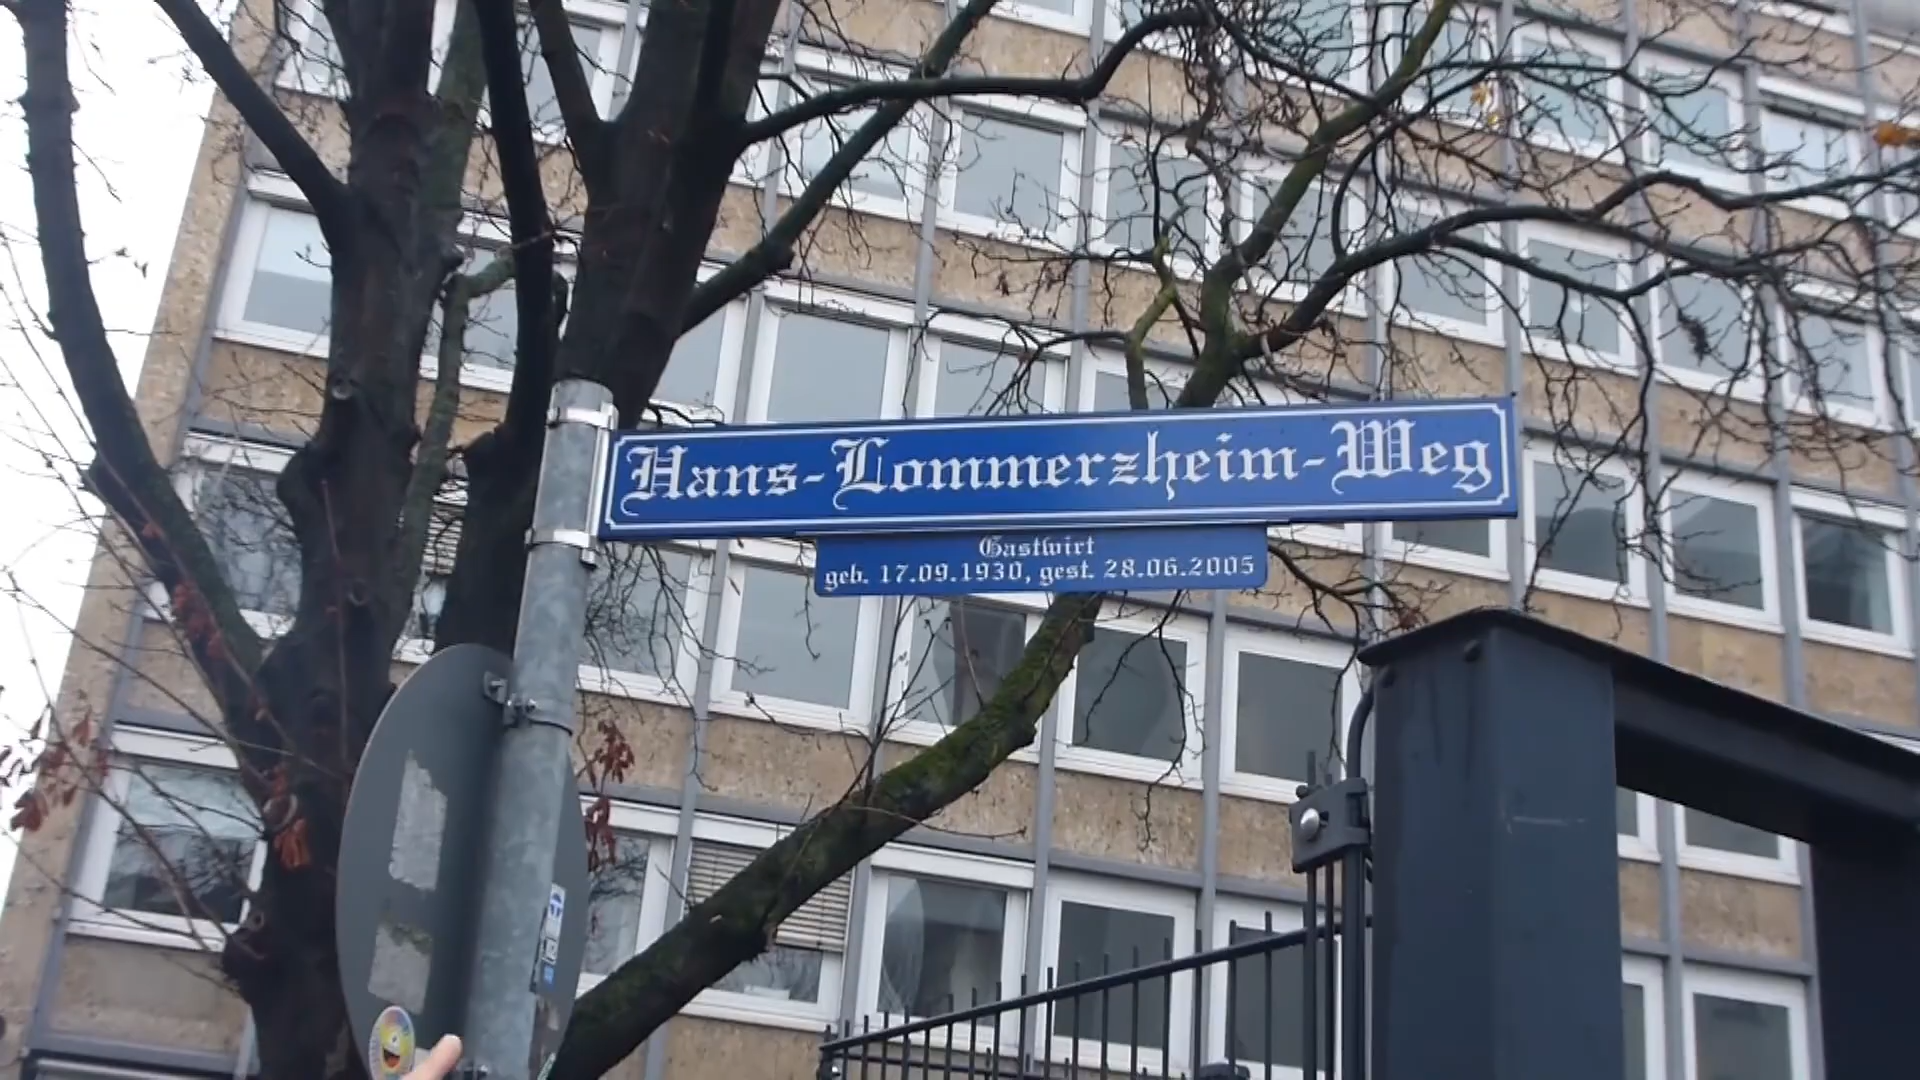 Hans-Lommerzheim-Weg
Gastwirt
geb. 17.09.1930, gest. 28.06.2005